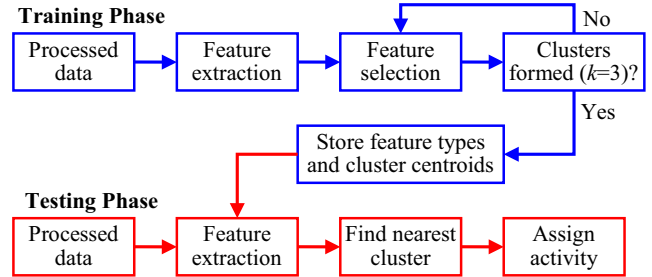 Training Phase
No
Processed
data
Feature
extraction
Feature
selection
Clusters
formed (k=3)?
Yes
Store feature types
and cluster centroids
Testing Phase
Processed
data
Feature
extraction
Find nearest
cluster
Assign
activity